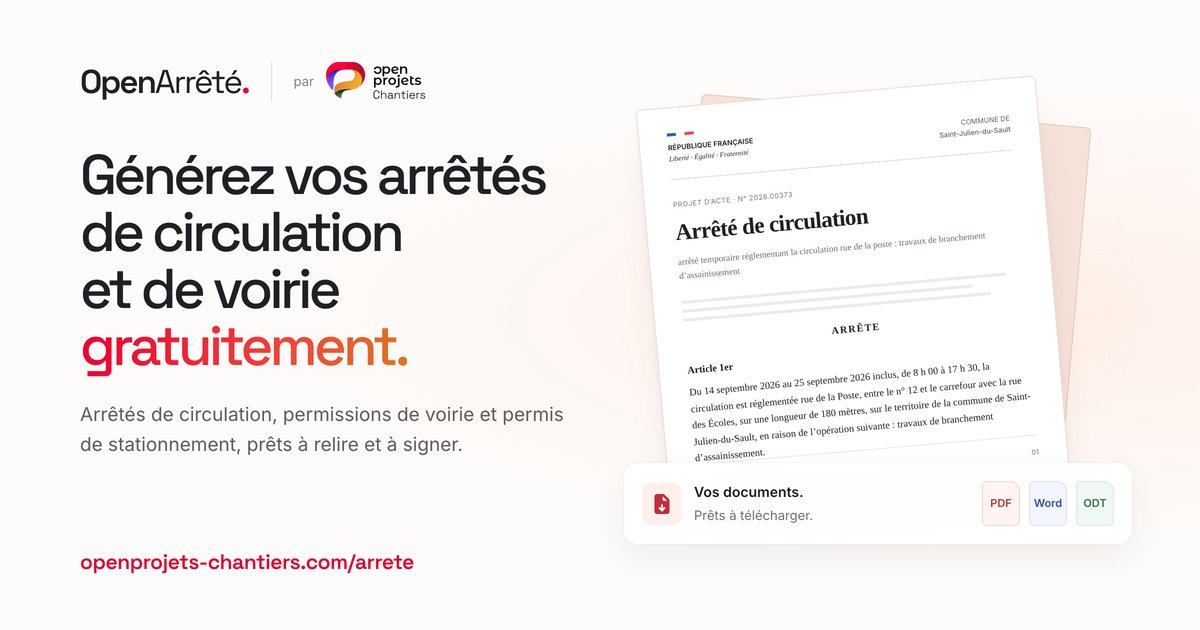 OpenArrêté.
par
open
projets
Chantiers
Générez vos arrêtés
de circulation
et de voirie
gratuitement.
Arrêtés de circulation, permissions de voirie et permis
de stationnement, prêts à relire et à signer.
openprojets-chantiers.com/arrete
RÉPUBLIQUE FRANÇAISE
Liberté · Égalité · Fraternité
COMMUNE DE
Saint-Julien-du-Sault
PROJET D'ACTE · N° 2026.00373
Arrêté de circulation
arrêté temporaire réglementant la circulation rue de la poste : travaux de branchement
d’assainissement
ARRÊTE
Article 1er
Du 14 septembre 2026 au 25 septembre 2026 inclus, de 8 h 00 à 17 h 30, la
circulation est réglementée rue de la Poste, entre le n° 12 et le carrefour avec la rue
des Écoles, sur une longueur de 180 mètres, sur le territoire de la commune de Saint-
Julien-du-Sault, en raison de l’opération suivante : travaux de branchement
d’assainissement.
01
Vos documents.
Prêts à télécharger.
PDF
Word
ODT